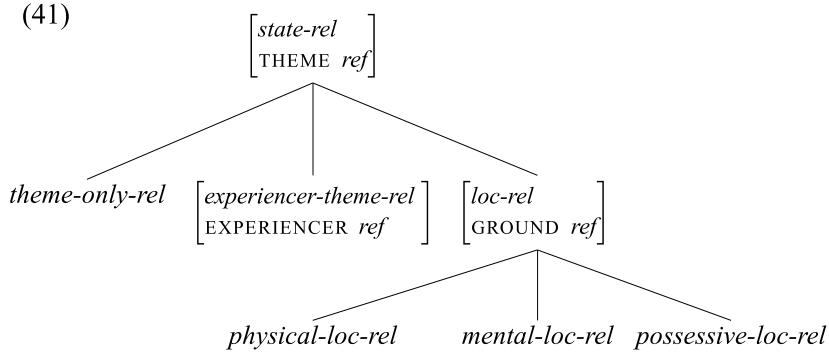 (41)
state-rel
THEME ref
theme-only-rel
experiencer-theme-rel
EXPERIENCER ref
loc-rel
GROUND ref
physical-loc-rel mental-loc-rel possessive-loc-rel